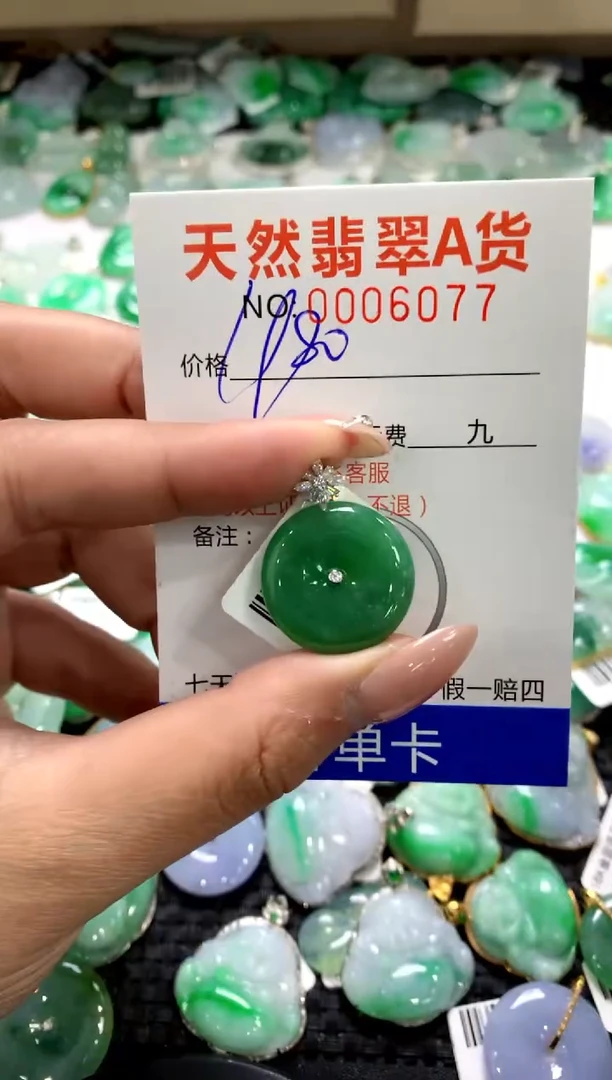 天然翡翠A货
NO: 0006077
价格
费 九
客服
不退）
备注：
七天 假一赔四
单卡